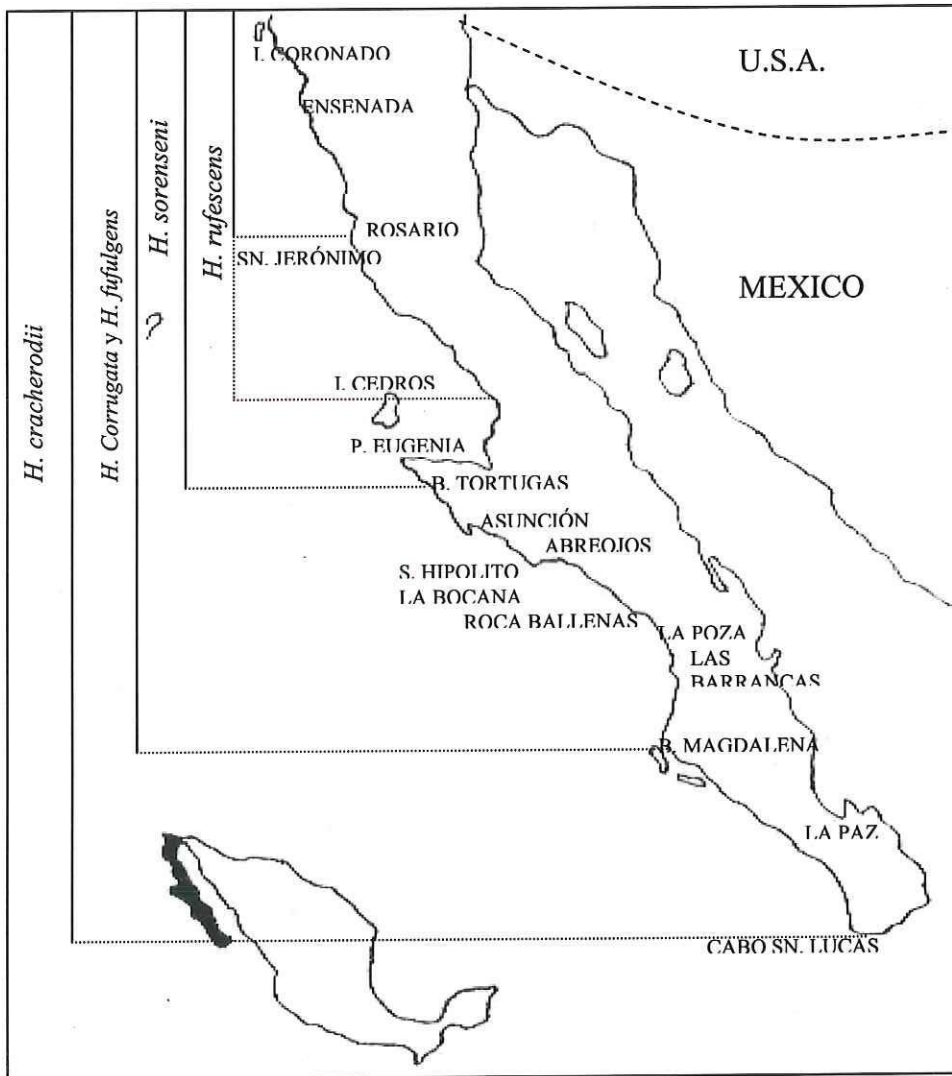 U.S.A.
I. CORONADO
ENSENADA
ROSARIO
SN. JERÓNIMO
MEXICO
I. CEDROS
P. EUGENIA
B. TORTUGAS
ASUNCIÓN
ABREOJOS
S. HIPOLITO
LA BOCANA
ROCA BALLENAS
LA POZA
LAS
BARRANCAS
B. MAGDALENA
LA PAZ
CABO SN. LUCAS
H. cracherodii
H. Corrugata y H. fufulgens
H. sorenseni
H. rufescens